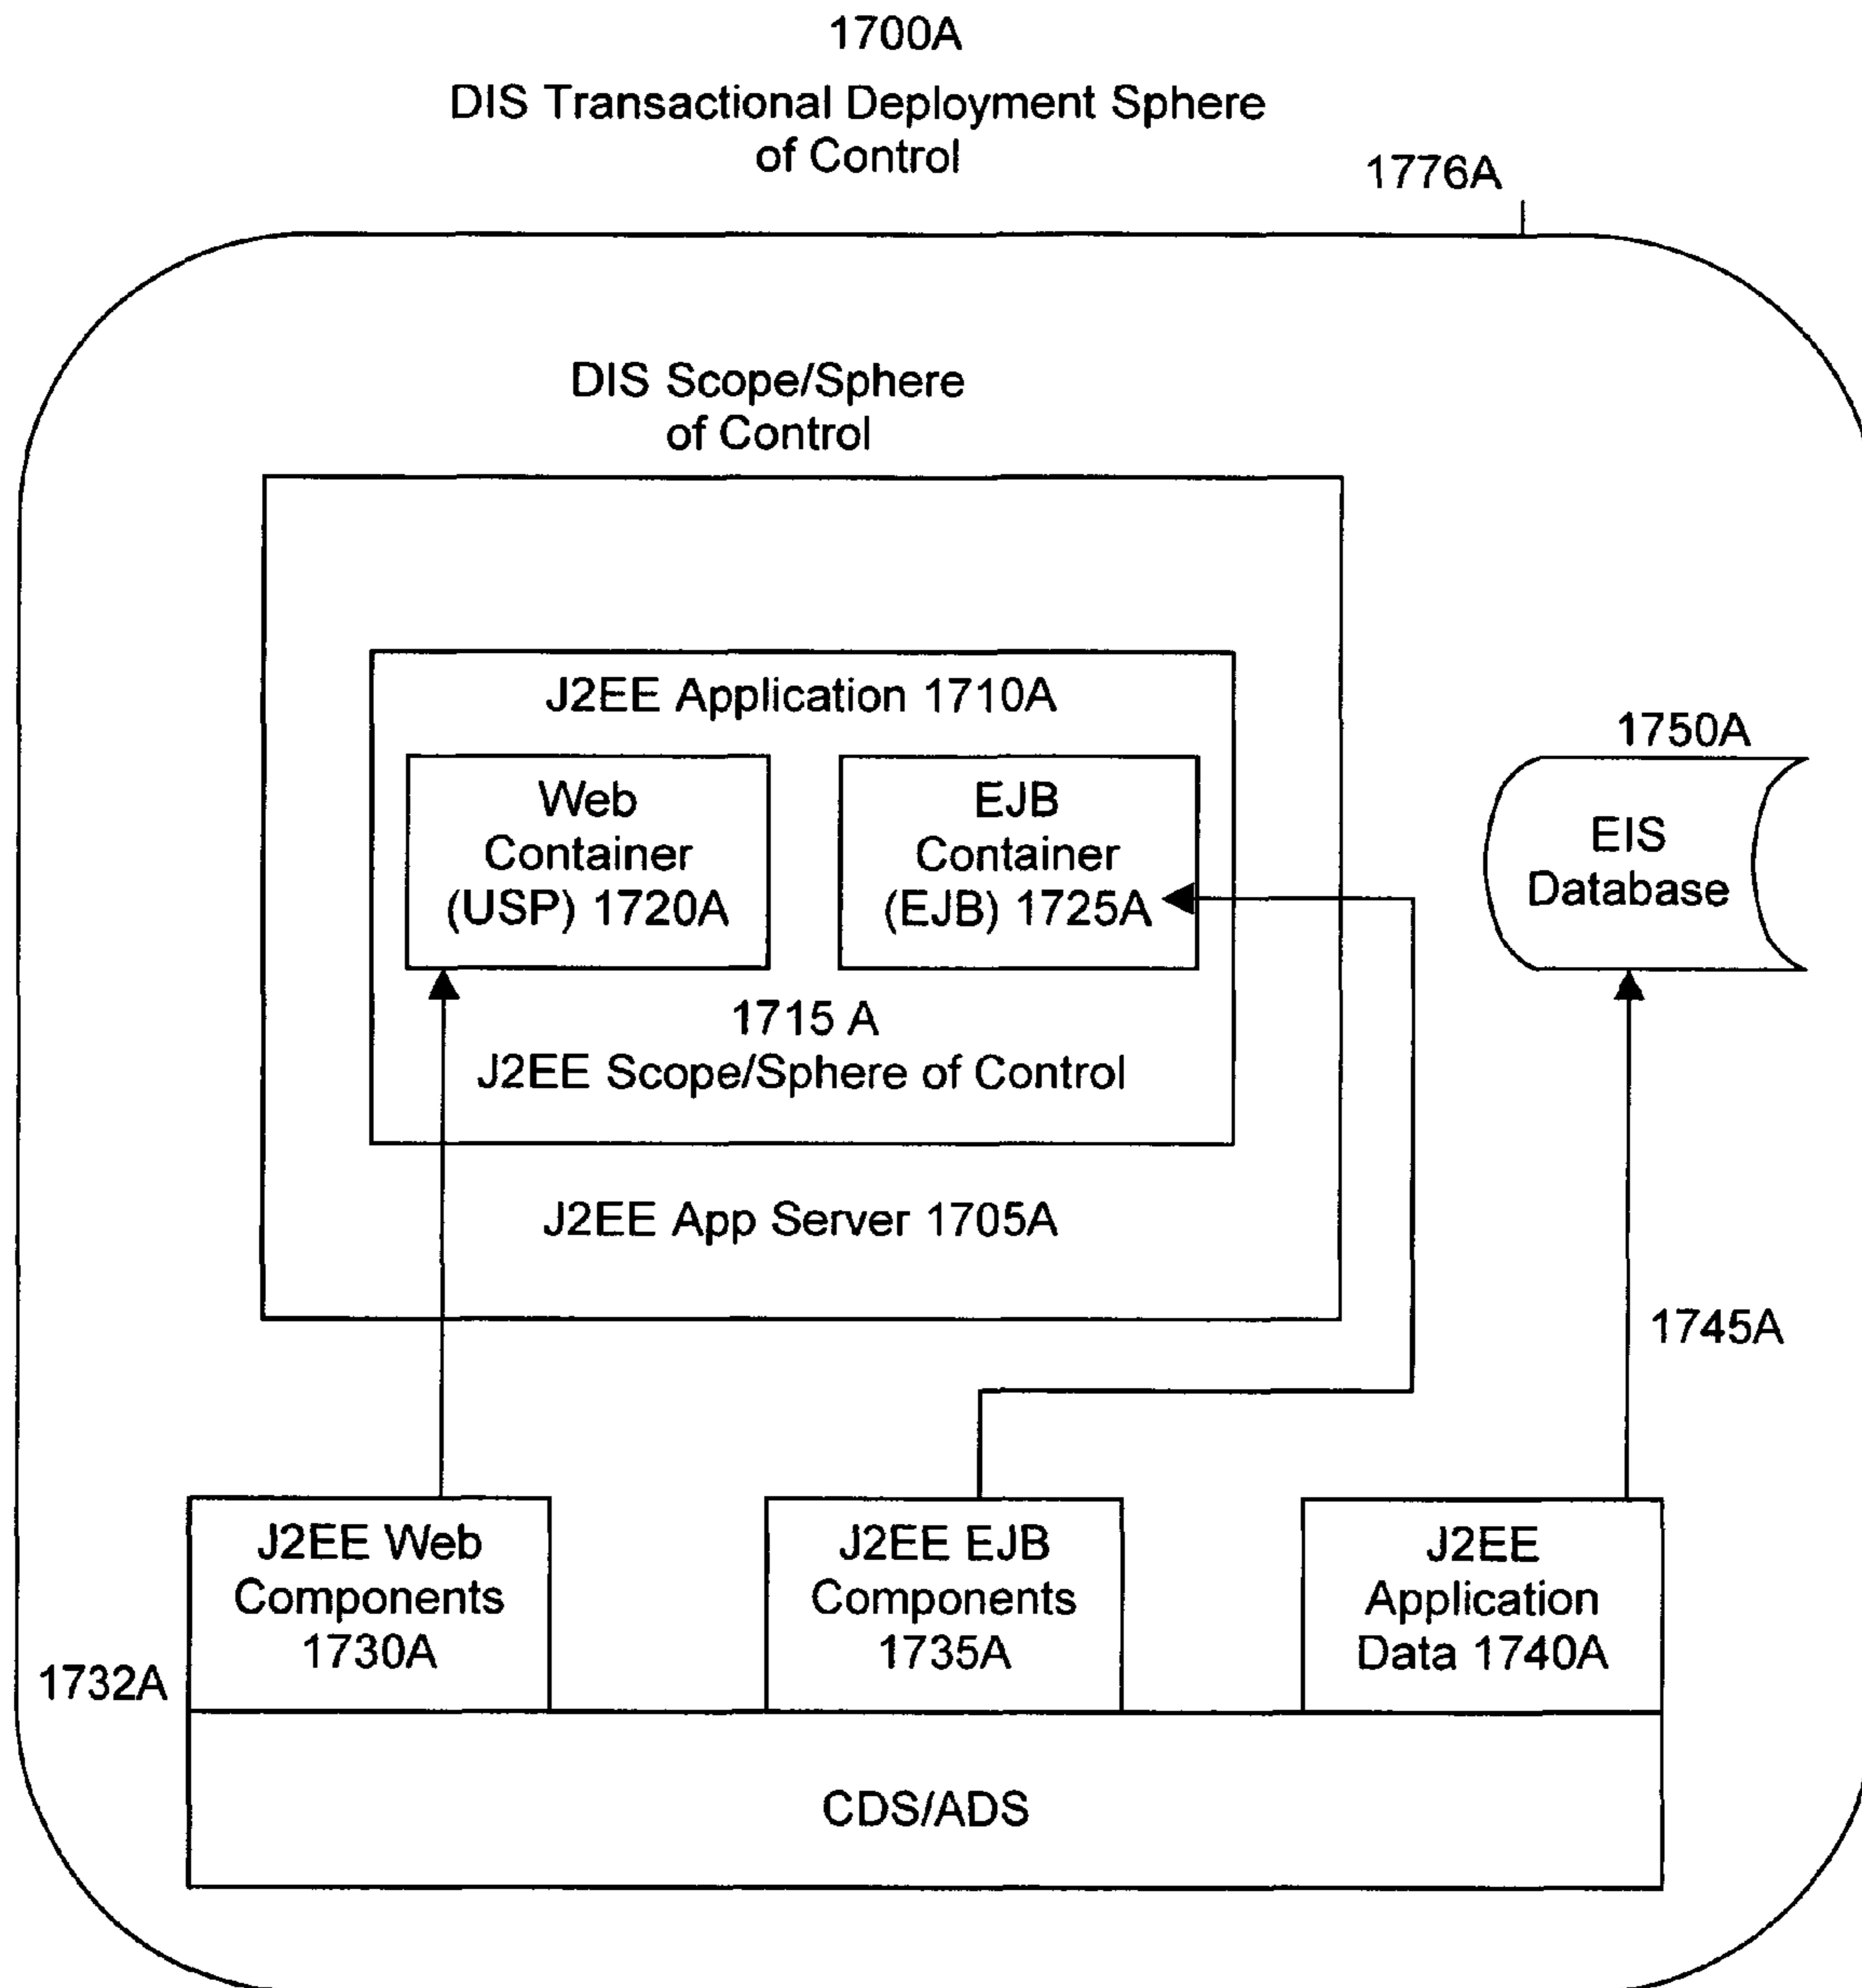 1700A
DIS Transactional Deployment Sphere
of Control
1776A
DIS Scope/Sphere
of Control
J2EE Application 1710A
Web
Container
(USP) 1720A
EJB
Container
(EJB) 1725A
1750A
EIS
Database
1715 A
J2EE Scope/Sphere of Control
J2EE App Server 1705A
1745A
J2EE Web
Components
1730A
J2EE EJB
Components
1735A
J2EE
Application
Data 1740A
1732A
CDS/ADS